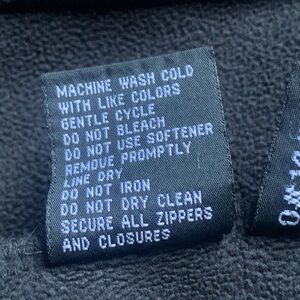 MACHINE WASH COLD
WITH LIKE COLORS
GENTLE CYCLE
DO NOT BLEACH
DO NOT USE SOFTENER
REMOVE PROMPTLY
LINE DRY
DO NOT IRON
DO NOT DRY CLEAN
SECURE ALL ZIPPERS
AND CLOSURES